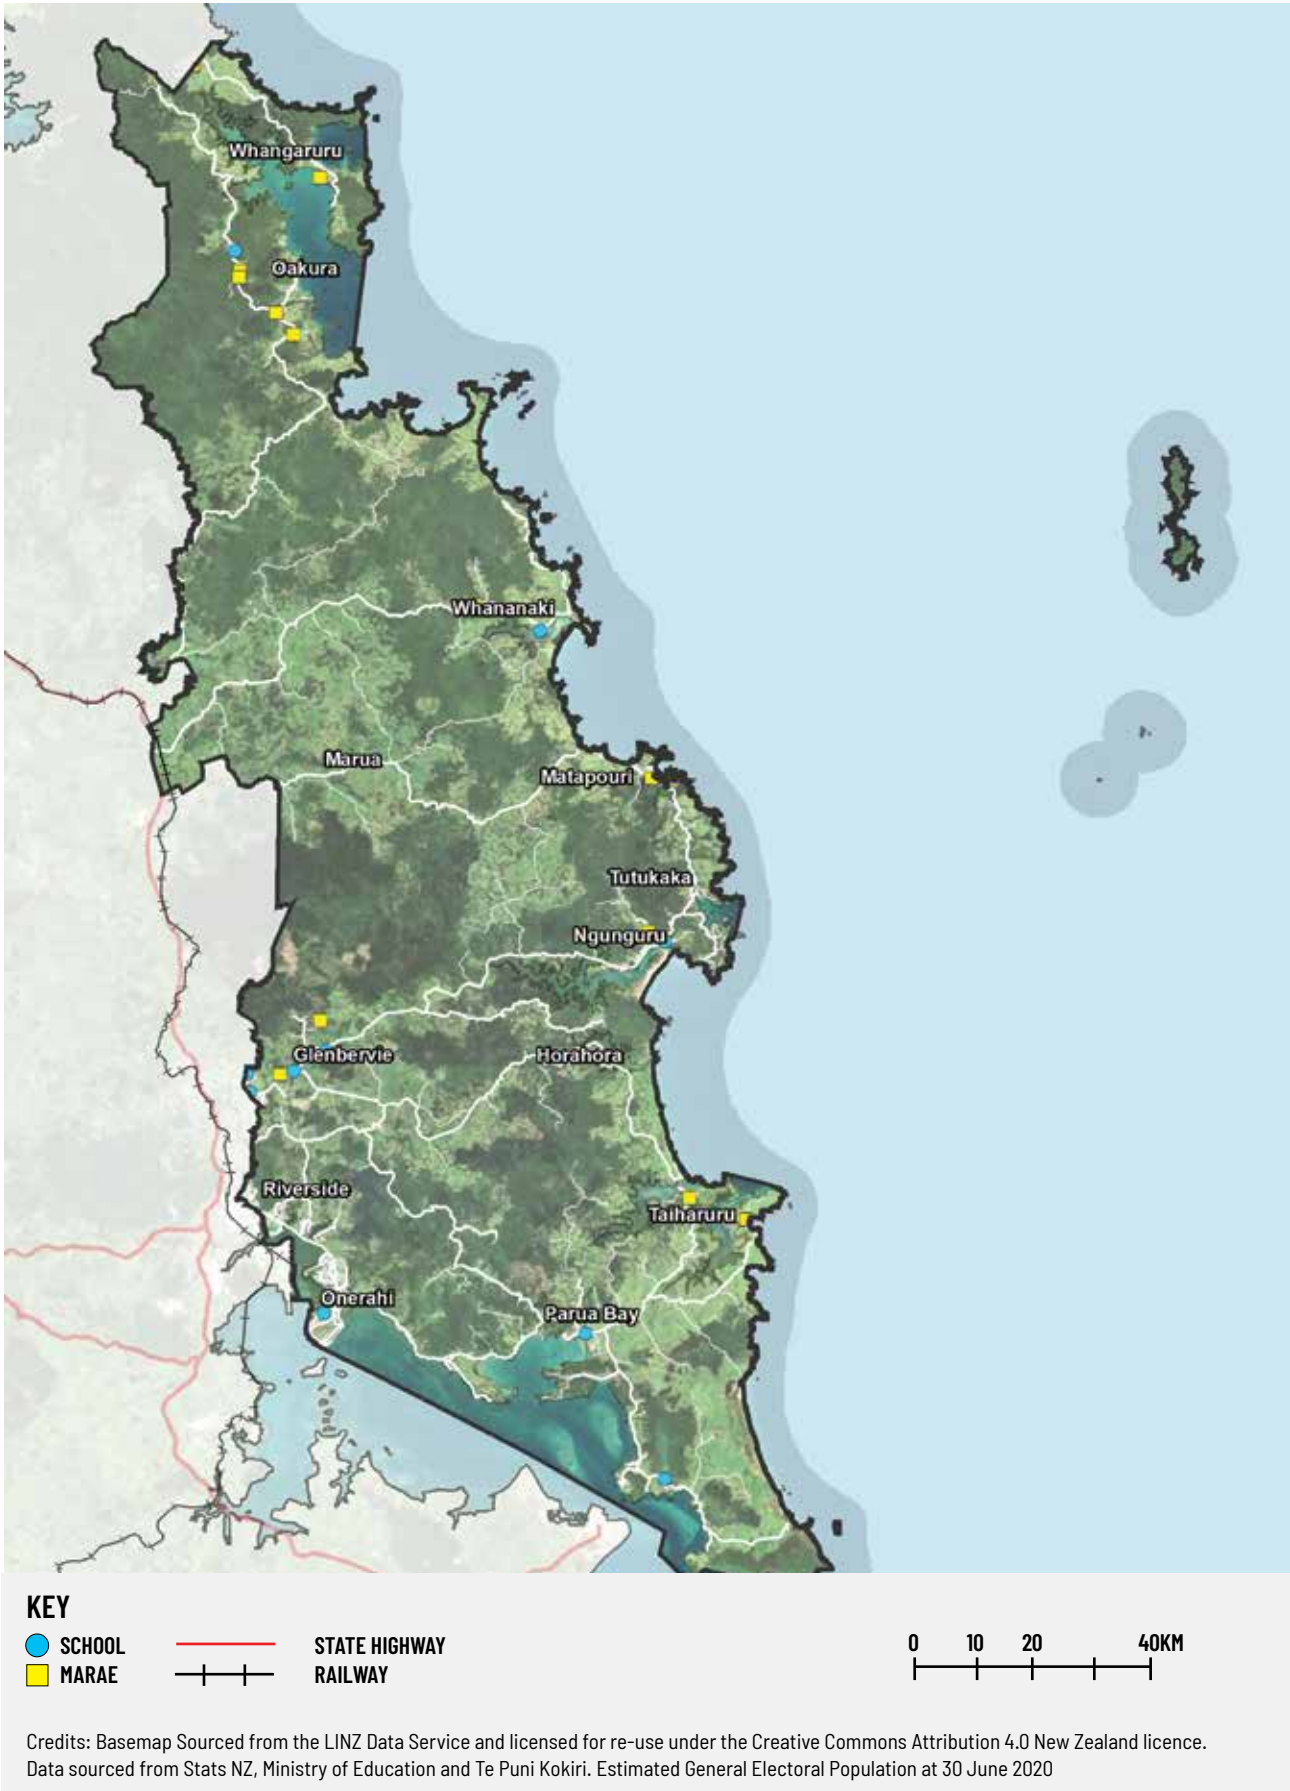 Whangaruru
Oakura
Whananaki
Marua
Matapouri
Tutukaka
Ngunguru
Glenbervie
Horahora
Riverside
Taiharuru
Onerahi
Parua Bay
KEY
SCHOOL
STATE HIGHWAY
MARAE
RAILWAY
0 10 20 40KM
Credits: Basemap Sourced from the LINZ Data Service and licensed for re-use under the Creative Commons Attribution 4.0 New Zealand licence.
Data sourced from Stats NZ, Ministry of Education and Te Puni Kokiri. Estimated General Electoral Population at 30 June 2020